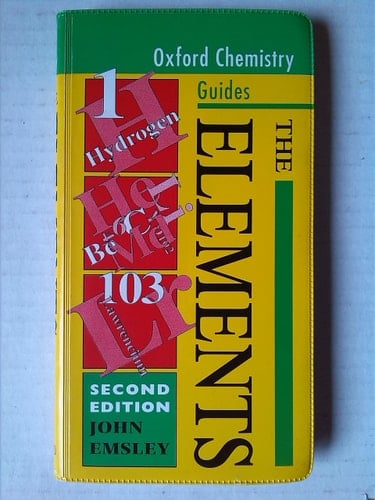 Oxford Chemistry
Guides
THE
ELEMENTS
1
H
Hydrogen
He
Be
103
Lr
Lawrencium
SECOND
EDITION
JOHN
EMSLEY